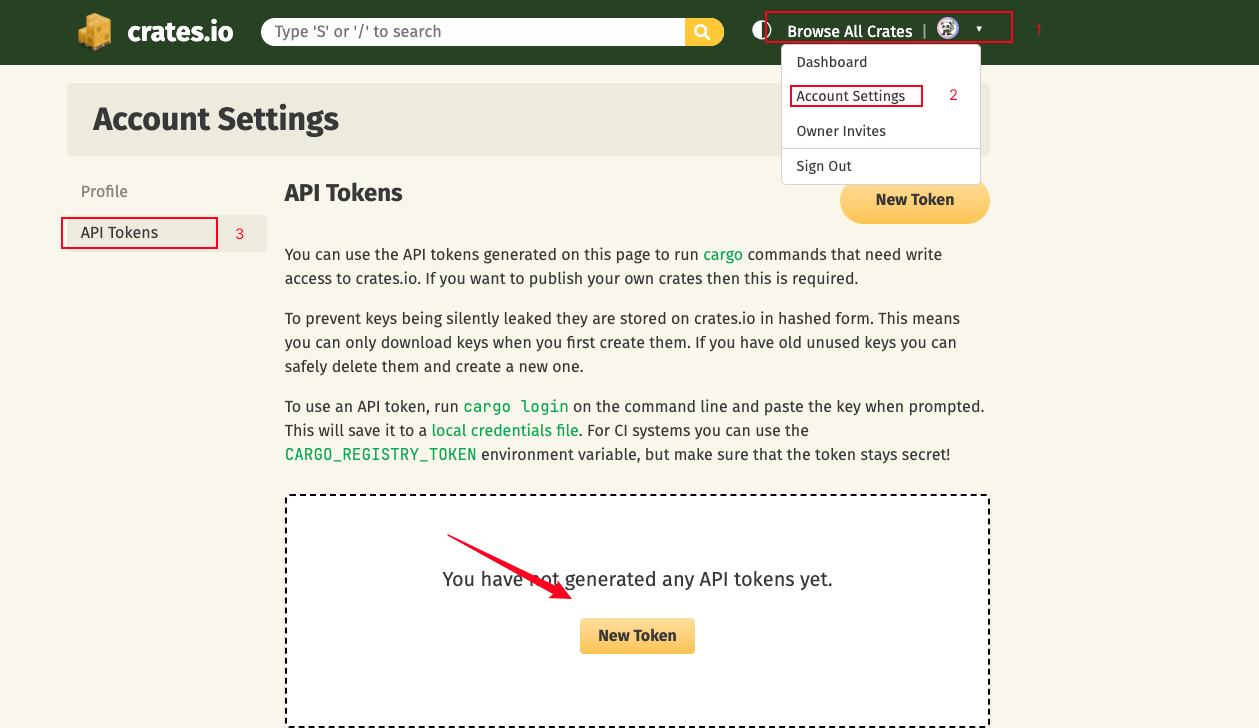 crates.io
Type 'S' or '/' to search
Browse All Crates | ▼ 1
Dashboard
Account Settings 2
Owner Invites
Sign Out
Account Settings
Profile
API Tokens 3
API Tokens
New Token
You can use the API tokens generated on this page to run cargo commands that need write
access to crates.io. If you want to publish your own crates then this is required.
To prevent keys being silently leaked they are stored on crates.io in hashed form. This means
you can only download keys when you first create them. If you have old unused keys you can
safely delete them and create a new one.
To use an API token, run cargo login on the command line and paste the key when prompted.
This will save it to a local credentials file. For CI systems you can use the
CARGO_REGISTRY_TOKEN environment variable, but make sure that the token stays secret!
You have not generated any API tokens yet.
New Token